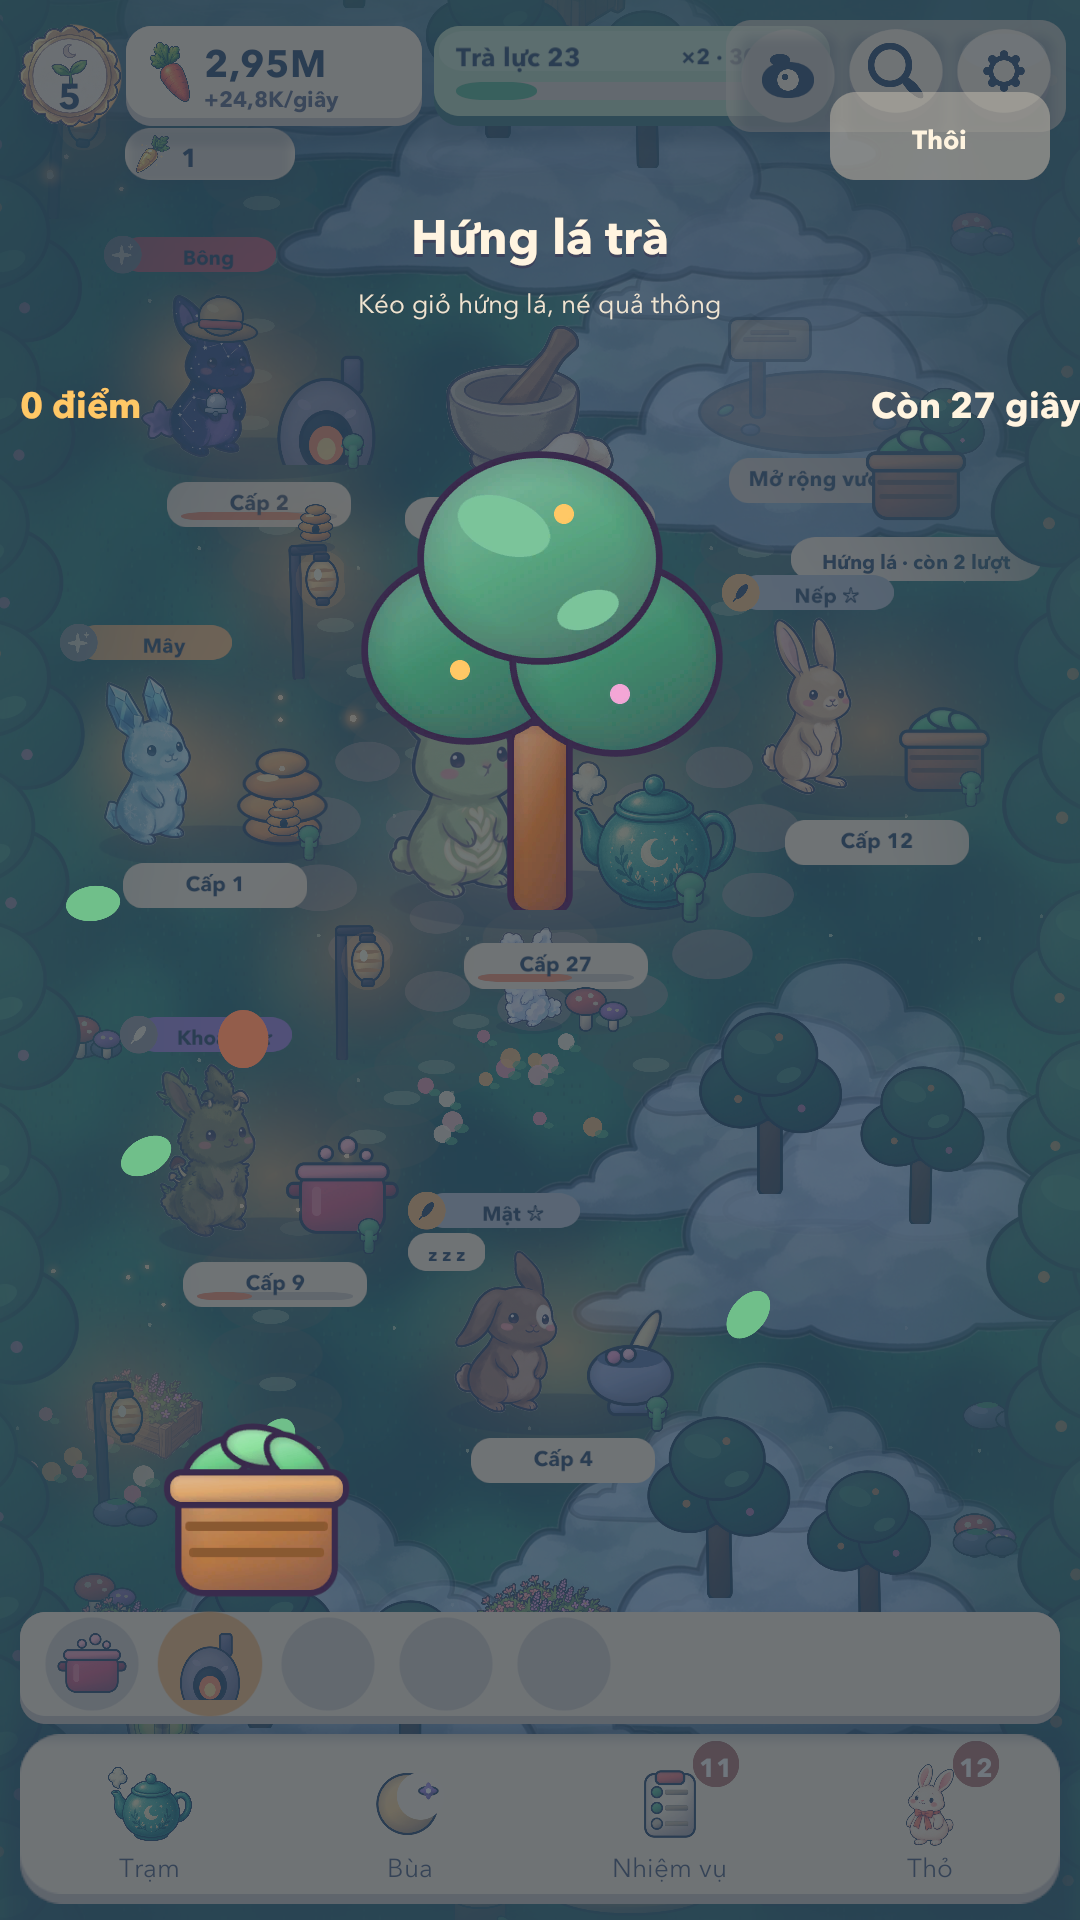 5
2,95M
+24,8K/giây
Trà lực 23
×2 · 3
1
Thôi
Hứng lá trà
Kéo giỏ hứng lá, né quả thông
Bông
0 điểm
Còn 27 giây
Mở rộng
Cấp 2
Hứng lá · còn 2 lượt
Nếp ☆
Mây
Cấp 12
Cấp 1
Cấp 27
Mật ☆
z z z
Cấp 9
Cấp 4
11
12
Trạm
Bùa
Nhiệm vụ
Thỏ